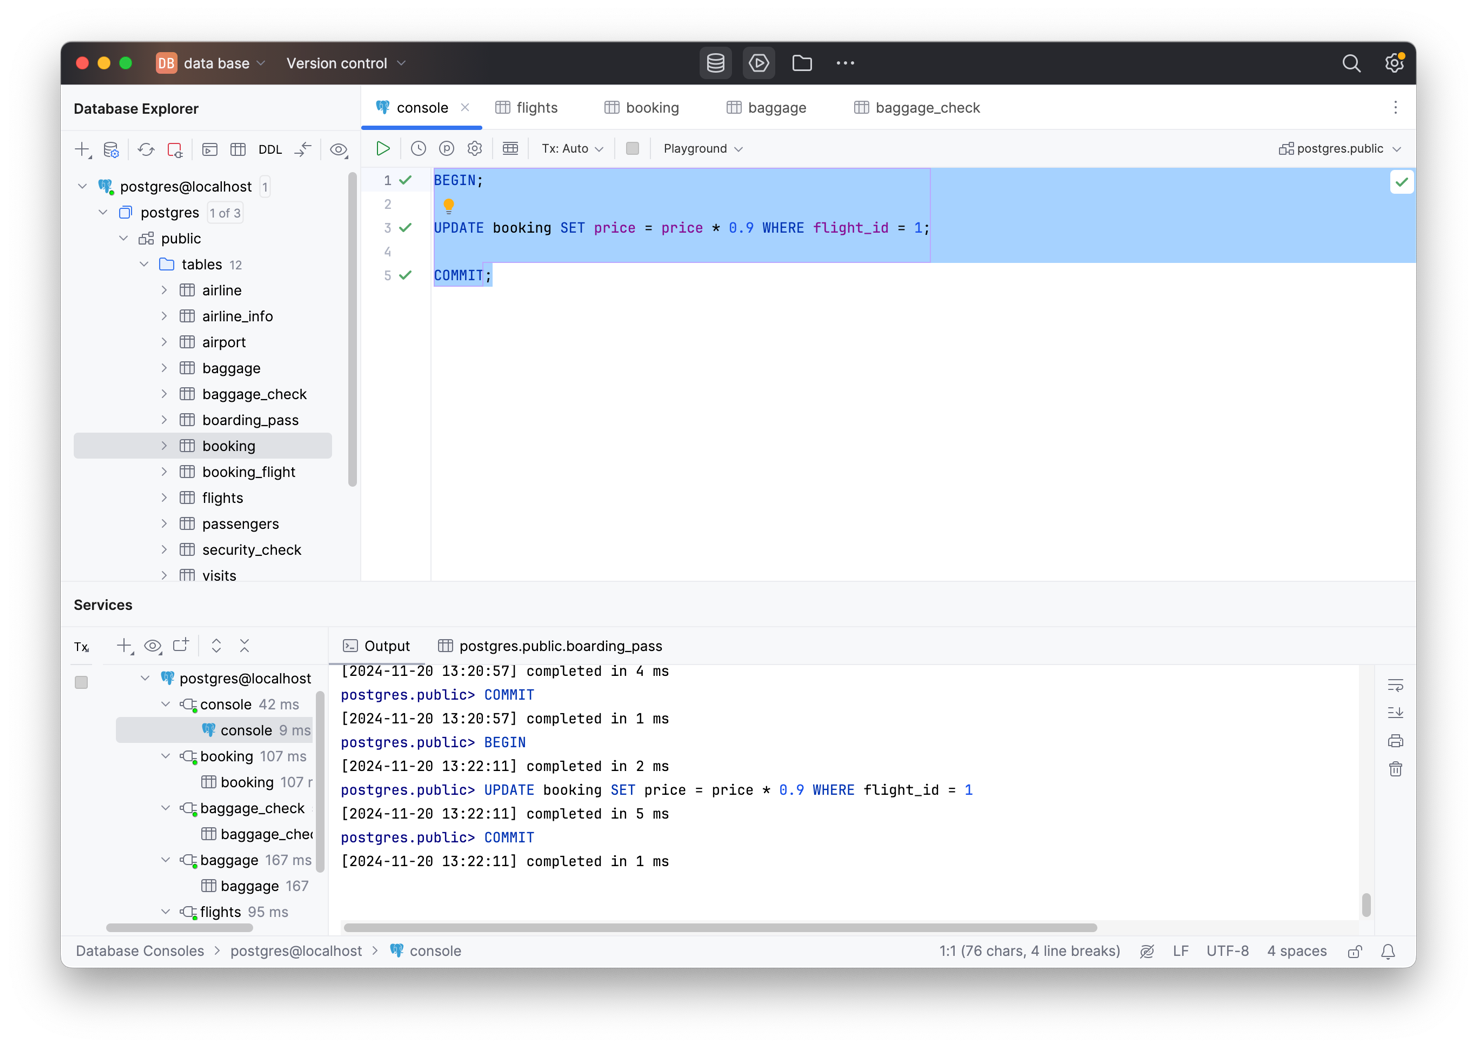 DB data base Version control
Database Explorer
console flights booking baggage baggage_check
DDL
Tx: Auto Playground postgres.public
postgres@localhost 1
postgres 1 of 3
public
tables 12
airline
airline_info
airport
baggage
baggage_check
boarding_pass
booking
booking_flight
flights
passengers
security_check
visits
1 BEGIN;
2
3 UPDATE booking SET price = price * 0.9 WHERE flight_id = 1;
4
5 COMMIT;
Services
Tx
Output postgres.public.boarding_pass
postgres@localhost
console 42 ms
console 9 ms
booking 107 ms
booking 107 r
baggage_check
baggage_chec
baggage 167 ms
baggage 167
flights 95 ms
[2024-11-20 13:20:57] completed in 4 ms
postgres.public> COMMIT
[2024-11-20 13:20:57] completed in 1 ms
postgres.public> BEGIN
[2024-11-20 13:22:11] completed in 2 ms
postgres.public> UPDATE booking SET price = price * 0.9 WHERE flight_id = 1
[2024-11-20 13:22:11] completed in 5 ms
postgres.public> COMMIT
[2024-11-20 13:22:11] completed in 1 ms
Database Consoles > postgres@localhost > console
1:1 (76 chars, 4 line breaks) LF UTF-8 4 spaces